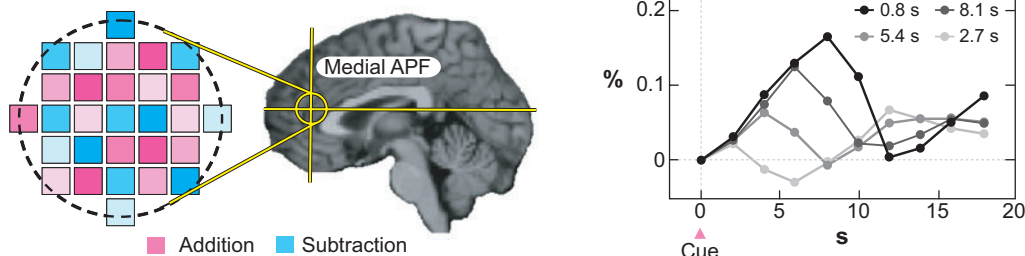 Medial APF
Addition
Subtraction
0.2
0.1
0
%
0.8 s
8.1 s
5.4 s
2.7 s
0
5
10
15
20
s
Cue